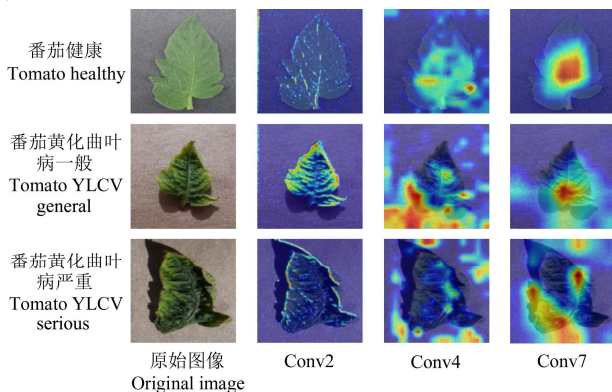 番茄健康
Tomato healthy
番茄黄化曲叶
病一般
Tomato YLCV
general
番茄黄化曲叶
病严重
Tomato YLCV
serious
原始图像
Original image
Conv2
Conv4
Conv7